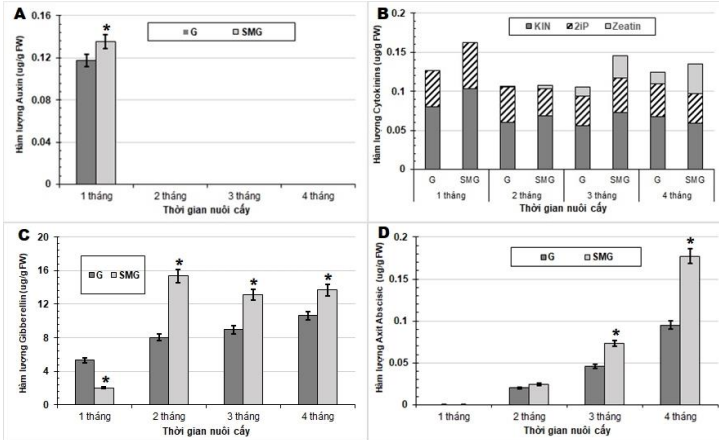 A
G SMG
Hàm lượng Auxin (ug/g FW)
0.16
0.12
0.08
0.04
0
*
1 tháng 2 tháng 3 tháng 4 tháng
Thời gian nuôi cấy
B
KIN 2iP Zeatin
Hàm lượng Cytokinins (ug/g FW)
0.2
0.15
0.1
0.05
0
G SMG G SMG G SMG G SMG
1 tháng 2 tháng 3 tháng 4 tháng
Thời gian nuôi cấy
C
G SMG
Hàm lượng Gibberellin (ug/g FW)
20
16
12
8
4
0
* * * *
1 tháng 2 tháng 3 tháng 4 tháng
Thời gian nuôi cấy
D
G SMG
Hàm lượng Axit Abscisic (ug/g FW)
0.2
0.15
0.1
0.05
0
* *
1 tháng 2 tháng 3 tháng 4 tháng
Thời gian nuôi cấy